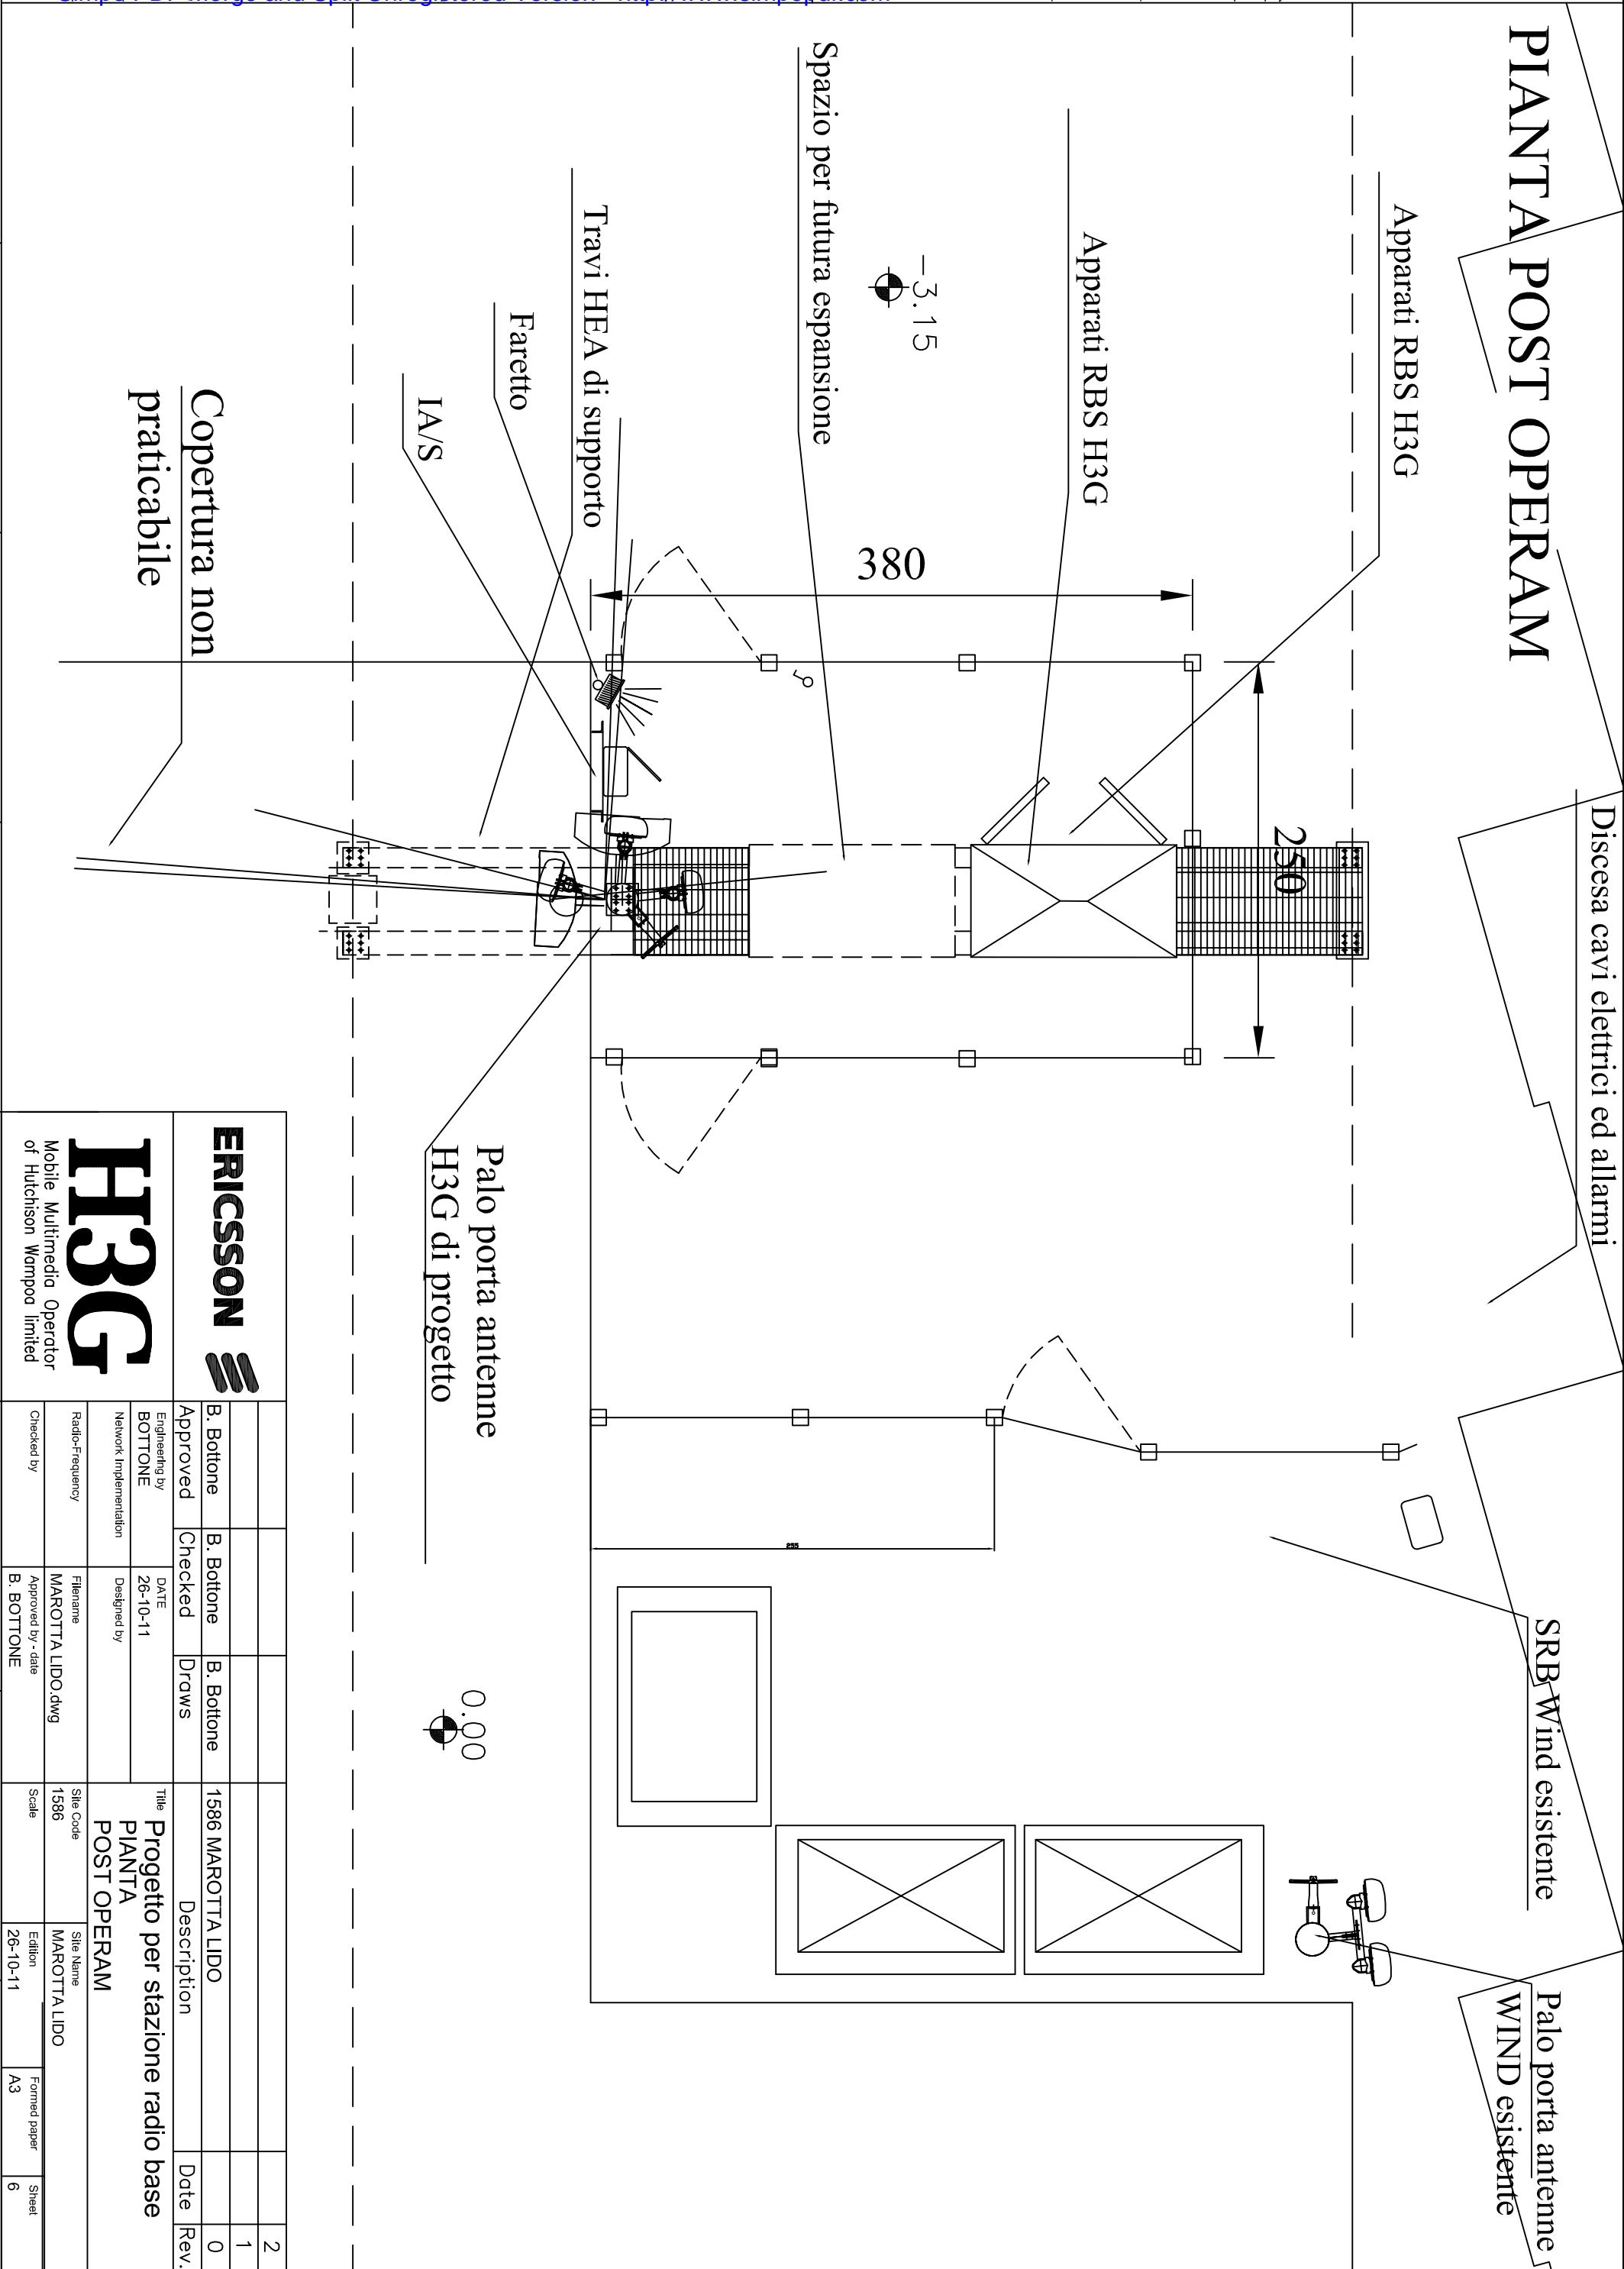 PIANTA POST OPERAM
Apparati RBS H3G
Discesa cavi elettrici ed allarmi
SRB Wind esistente
Palo porta antenne
WIND esistente
Apparati RBS H3G
Spazio per futura espansione
-3.15
380
250
255
Travi HEA di supporto
Faretto
IA/S
Copertura non
praticabile
Palo porta antenne
H3G di progetto
0.00
ERICSSON
H3G
Mobile Multimedia Operator
of Hutchison Wampoa limited
2
1
B. Bottone B. Bottone B. Bottone 1586 MAROTTA LIDO 0
Approved Checked Draws Description Date Rev.
Engineering by
BOTTONE
DATE
26-10-11
Network Implementation
Designed by
Title
Progetto per stazione radio base
PIANTA
POST OPERAM
Radio-Frequency
Filename
MAROTTA LIDO.dwg
Site Code
1586
Site Name
MAROTTA LIDO
Checked by
Approved by - date
B. BOTTONE
Scale
Edition
26-10-11
Formed paper
A3
Sheet
6